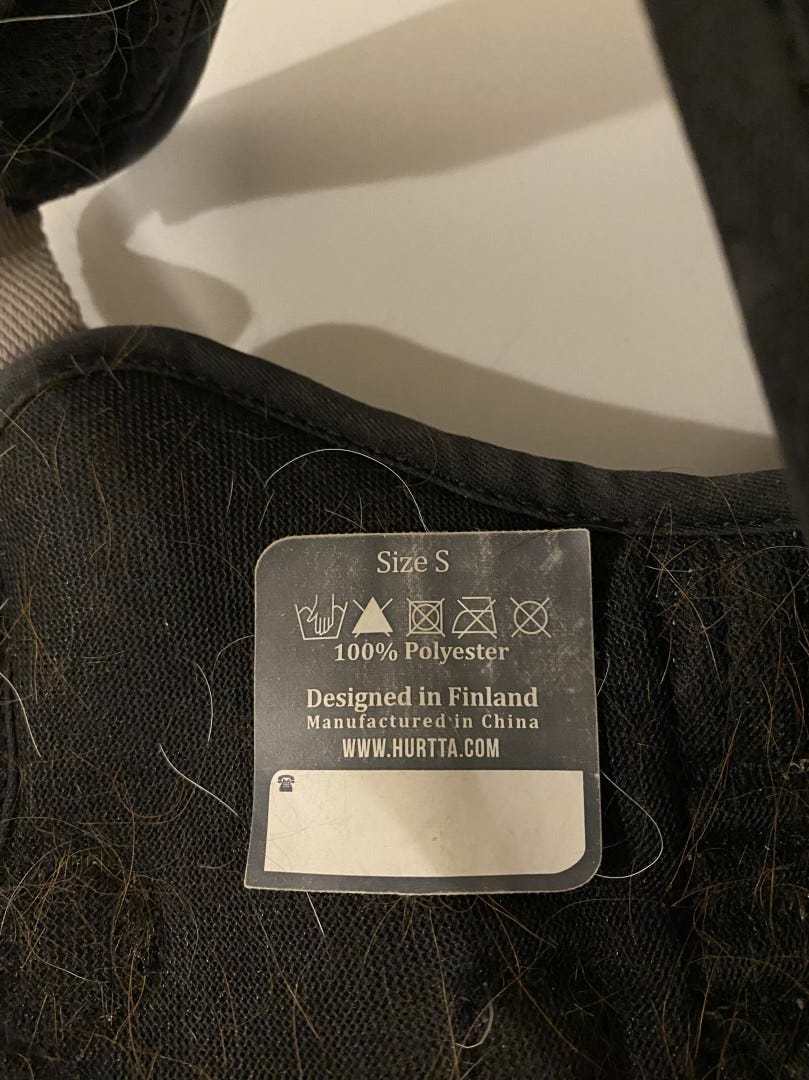 Size S
100% Polyester
Designed in Finland
Manufactured in China
WWW.HURTTA.COM